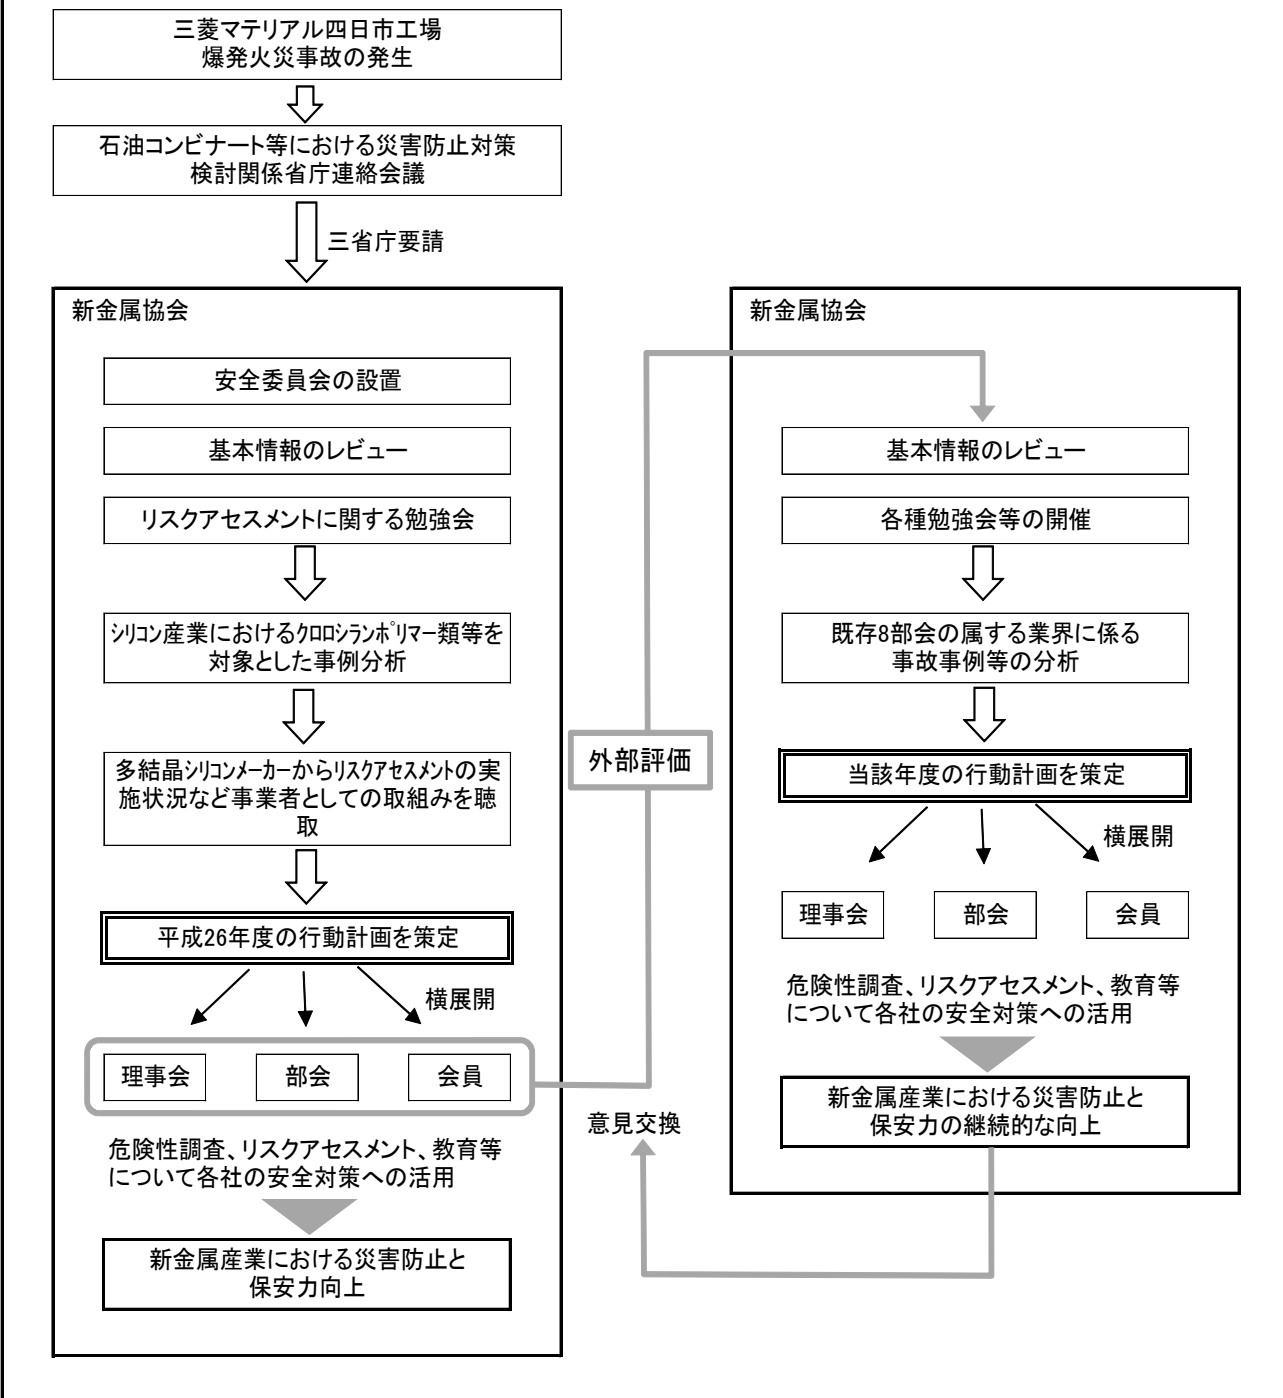 三菱マテリアル四日市工場
爆発火災事故の発生
石油コンビナート等における災害防止対策
検討関係省庁連絡会議
三省庁要請
新金属協会
安全委員会の設置
基本情報のレビュー
リスクアセスメントに関する勉強会
シリコン産業におけるクロロシランポリマー類等を
対象とした事例分析
多結晶シリコンメーカーからリスクアセスメントの実
施状況など事業者としての取組みを聴
取
平成26年度の行動計画を策定
横展開
理事会
部会
会員
危険性調査、リスクアセスメント、教育等
について各社の安全対策への活用
新金属産業における災害防止と
保安力向上
外部評価
意見交換
新金属協会
基本情報のレビュー
各種勉強会等の開催
既存8部会の属する業界に係る
事故事例等の分析
当該年度の行動計画を策定
横展開
理事会
部会
会員
危険性調査、リスクアセスメント、教育等
について各社の安全対策への活用
新金属産業における災害防止と
保安力の継続的な向上